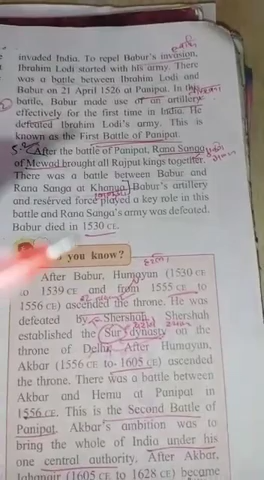 invaded India. To repel Babur's invasion,
Ibrahim Lodi started with his army. There
was a battle between Ibrahim Lodi and
Babur on 21 April 1526 at Panipat. In the
battle, Babur made use of an artillery
effectively for the first time in India. He
defeated Ibrahim Lodi's army. This is
known as the First Battle of Panipat.
After the battle of Panipat, Rana Sanga
of Mewad brought all Rajput kings together.
There was a battle between Babur and
Rana Sanga at Khanua. Babur's artillery
and reserved force played a key role in this
battle and Rana Sanga's army was defeated.
Babur died in 1530 CE.
you know?
After Babur, Humayun (1530 CE
to 1539 CE and from 1555 CE to
1556 CE) ascended the throne. He was
defeated by Shershah. Shershah
established the Sur dynasty on the
throne of Delhi. After Humayun,
Akbar (1556 CE to 1605 CE) ascended
the throne. There was a battle between
Akbar and Hemu at Panipat in
1556 CE. This is the Second Battle of
Panipat. Akbar's ambition was to
bring the whole of India under his
one central authority. After Akbar,
Jahangir (1605 CE to 1628 CE) became